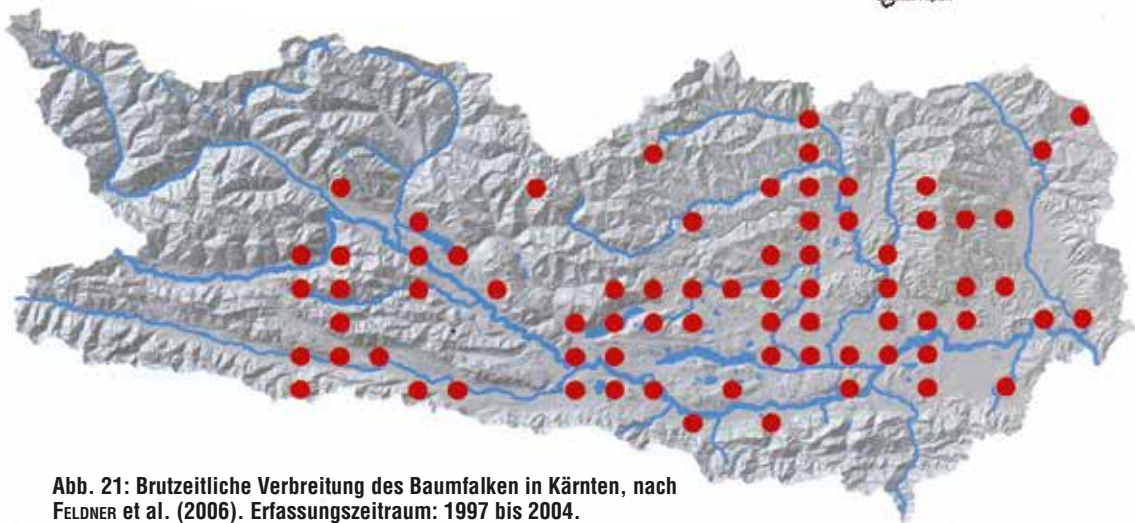 Abb. 21: Brutzeitliche Verbreitung des Baumfalken in Kärnten, nach
FELDNER et al. (2006). Erfassungszeitraum: 1997 bis 2004.